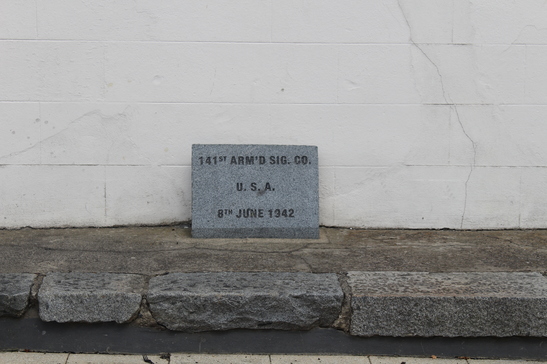 141ST ARM'D SIG. CO.
U. S. A.
8TH JUNE 1942